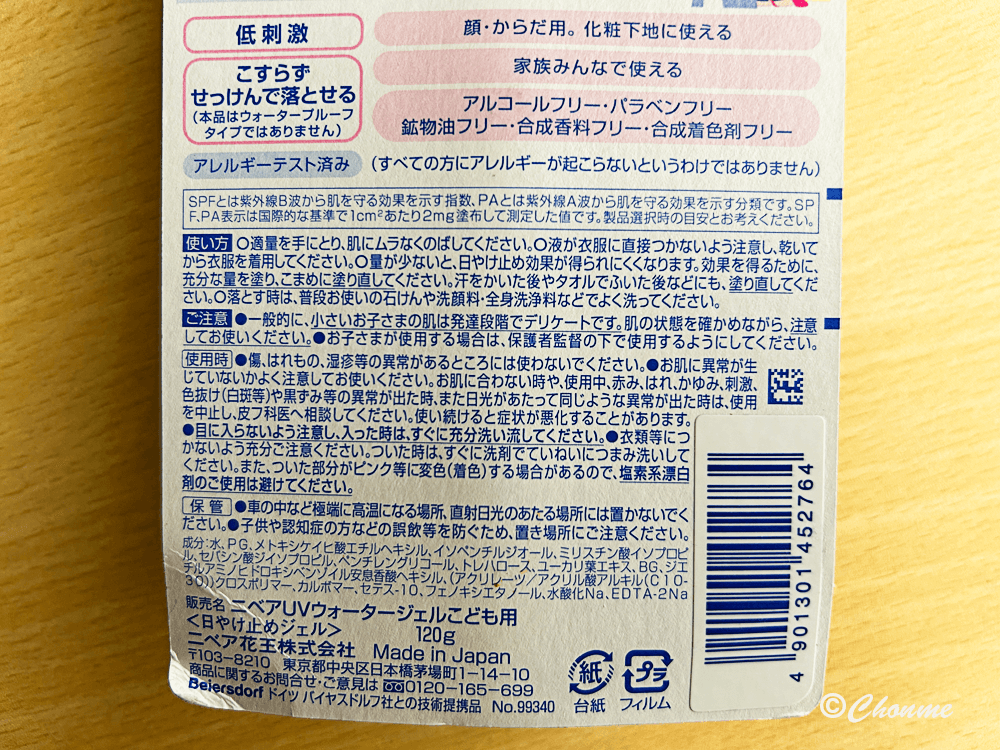 低刺激
顔・からだ用。化粧下地に使える
こすらず
せっけんで落とせる
(本品はウォータープルーフ
タイプではありません)
家族みんなで使える
アルコールフリー・パラベンフリー
鉱物油フリー・合成香料フリー・合成着色剤フリー
アレルギーテスト済み (すべての方にアレルギーが起こらないというわけではありません)
SPFとは紫外線B波から肌を守る効果を示す指数、PAとは紫外線A波から肌を守る効果を示す分類です。SP
F、PA表示は国際的な基準で1cm²あたり2mg塗布して測定した値です。製品選択時の目安とお考えください。
使い方 ○適量を手にとり、肌にムラなくのばしてください。○液が衣服に直接つかないよう注意し、乾いて
から衣服を着用してください。○量が少ないと、日やけ止め効果が得られにくくなります。効果を得るために、
充分な量を塗り、こまめに塗り直してください。汗をかいた後やタオルでふいた後などにも、塗り直してくだ
さい。○落とす時は、普段お使いの石けんや洗顔料・全身洗浄料などでよく洗ってください。
ご注意 ●一般的に、小さいお子さまの肌は発達段階でデリケートです。肌の状態を確かめながら、注意
してお使いください。●お子さまが使用する場合は、保護者監督の下で使用するようにしてください。
使用時 ●傷、はれもの、湿疹等の異常があるところには使わないでください。●お肌に異常が生
じていないかよく注意してお使いください。お肌に合わない時や、使用中、赤み、はれ、かゆみ、刺激、
色抜け(白斑等)や黒ずみ等の異常が出た時、また日光があたって同じような異常が出た時は、使用
を中止し、皮フ科医へ相談してください。使い続けると症状が悪化することがあります。
●目に入らないよう注意し、入った時は、すぐに充分洗い流してください。●衣類等につ
かないよう充分ご注意ください。ついた時は、すぐに洗剤でていねいにつまみ洗いして
ください。また、ついた部分がピンク等に変色(着色)する場合があるので、塩素系漂白
剤のご使用は避けてください。
保管 ●車の中など極端に高温になる場所、直射日光のあたる場所には置かないでく
ださい。●子供や認知症の方などの誤飲等を防ぐため、置き場所にご注意ください。
成分:水、PG、メトキシケイヒ酸エチルヘキシル、イソペンチルジオール、ミリスチン酸イソプロピ
ル、セバシン酸ジイソプロピル、ペンチレングリコール、トレハロース、ユーカリ葉エキス、BG、ジエ
チルアミノヒドロキシベンゾイル安息香酸ヘキシル、(アクリレーツ/アクリル酸アルキル(C10-
30))クロスポリマー、カルボマー、セテス-10、フェノキシエタノール、水酸化Na、EDTA-2Na
販売名 ニベアUVウォータージェルこども用
<日やけ止めジェル> 120g
ニベア花王株式会社 Made in Japan
〒103-8210 東京都中央区日本橋茅場町1-14-10
商品に関するお問合せ・ご意見は 0120-165-699
Beiersdorf ドイツ バイヤスドルフ社との技術提携品 No.99340
紙 プラ
台紙 フィルム
4 901301 452764
©Chonme